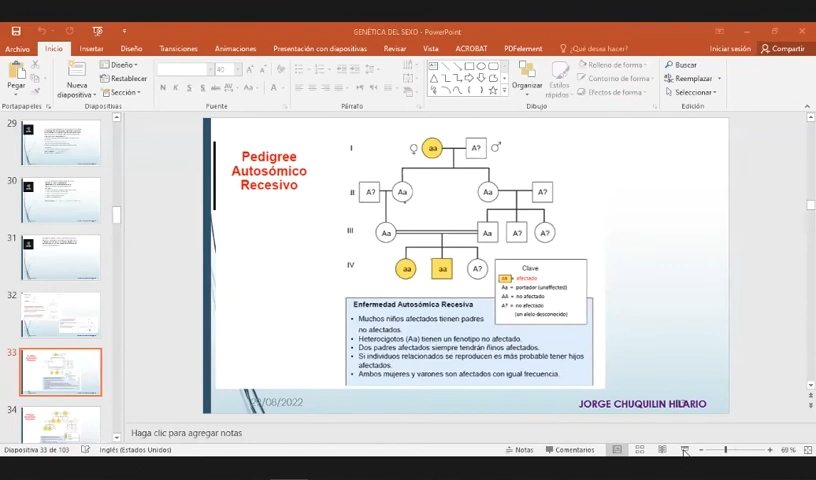 GENÉTICA DEL SEXO - PowerPoint
Archivo Inicio Insertar Diseño Transiciones Animaciones Presentación con diapositivas Revisar Vista ACROBAT PDFelement ¿Qué desea hacer? Iniciar sesión Compartir
Pegar
Nueva diapositiva
Diseño
Restablecer
Sección
Organizar
Estilos rápidos
Relleno de forma
Contorno de forma
Efectos de forma
Buscar
Reemplazar
Seleccionar
Portapapeles Diapositivas Fuente Párrafo Dibujo Edición
29
30
31
32
33
34
Pedigree
Autosómico
Recesivo
I ♀ aa A? ♂
II A? Aa Aa A?
III Aa Aa A? A?
IV aa aa A?
Clave
aa = afectado
Aa = portador (unaffected)
AA = no afectado
A? = no afectado
(un alelo desconocido)
Enfermedad Autosómica Recesiva
• Muchos niños afectados tienen padres
no afectados.
• Heterocigotos (Aa) tienen un fenotipo no afectado.
• Dos padres afectados siempre tendrán
afectados.
• Si individuos relacionados se reproducen es más probable tener hijos
afectados.
• Ambos mujeres y varones son afectados con igual frecuencia.
/08/2022
JORGE CHUQUILIN HILARIO
Haga clic para agregar notas
Diapositiva 33 de 103 Inglés (Estados Unidos) Notas Comentarios 69 %